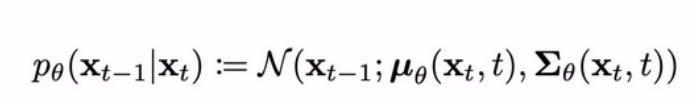 p_θ(𝐱_{t−1}|𝐱_t) := 𝒩(𝐱_{t−1}; 𝝁_θ(𝐱_t, t), 𝚺_θ(𝐱_t, t))